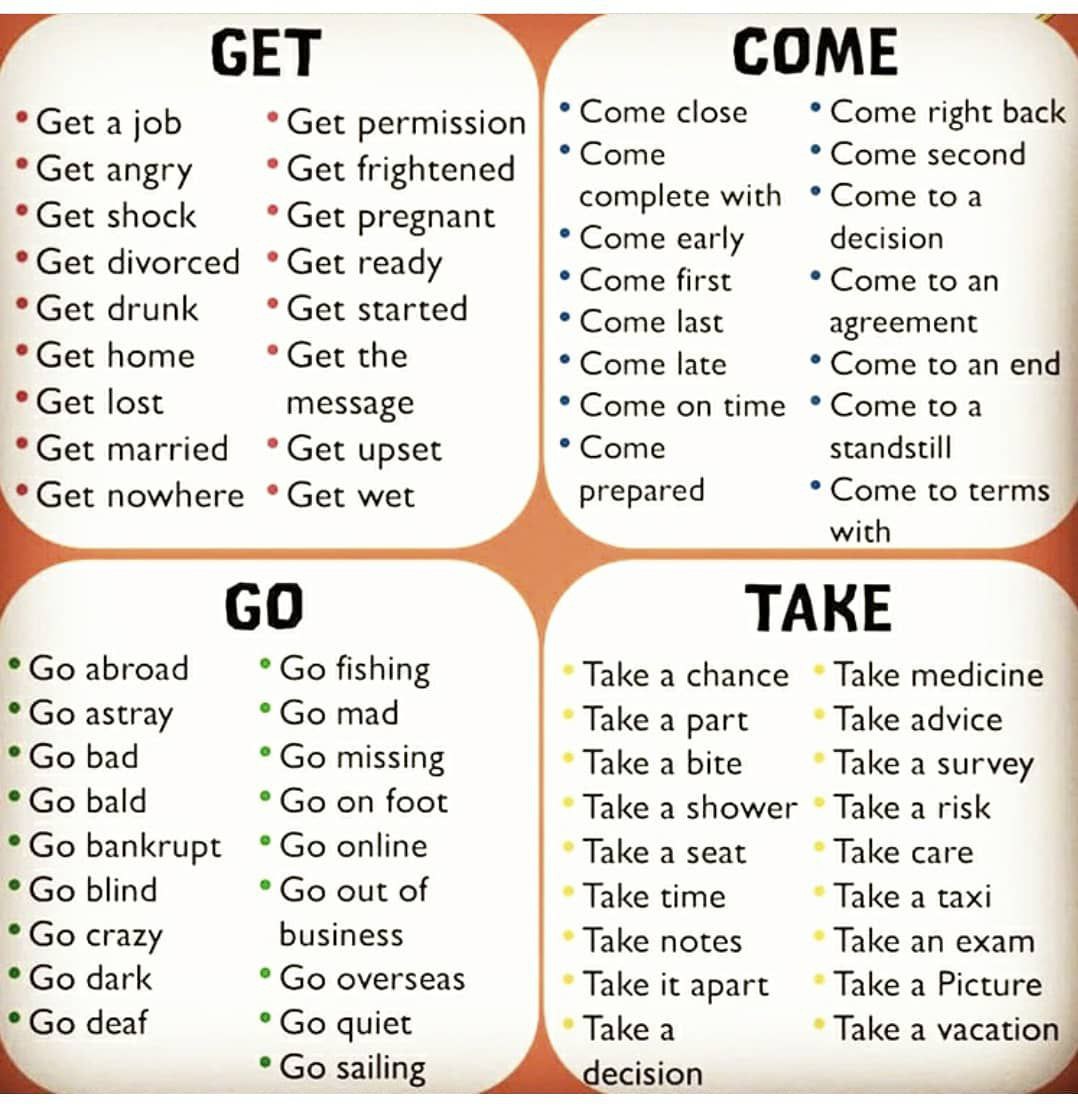 GET
• Get a job
• Get angry
• Get shock
• Get divorced
• Get drunk
• Get home
• Get lost
• Get married
• Get nowhere
• Get permission
• Get frightened
• Get pregnant
• Get ready
• Get started
• Get the
message
• Get upset
• Get wet
COME
• Come close
• Come
complete with
• Come early
• Come first
• Come last
• Come late
• Come on time
• Come
prepared
• Come right back
• Come second
• Come to a
decision
• Come to an
agreement
• Come to an end
• Come to a
standstill
• Come to terms
with
GO
• Go abroad
• Go astray
• Go bad
• Go bald
• Go bankrupt
• Go blind
• Go crazy
• Go dark
• Go deaf
• Go fishing
• Go mad
• Go missing
• Go on foot
• Go online
• Go out of
business
• Go overseas
• Go quiet
• Go sailing
TAKE
• Take a chance
• Take a part
• Take a bite
• Take a shower
• Take a seat
• Take time
• Take notes
• Take it apart
• Take a
decision
• Take medicine
• Take advice
• Take a survey
• Take a risk
• Take care
• Take a taxi
• Take an exam
• Take a Picture
• Take a vacation